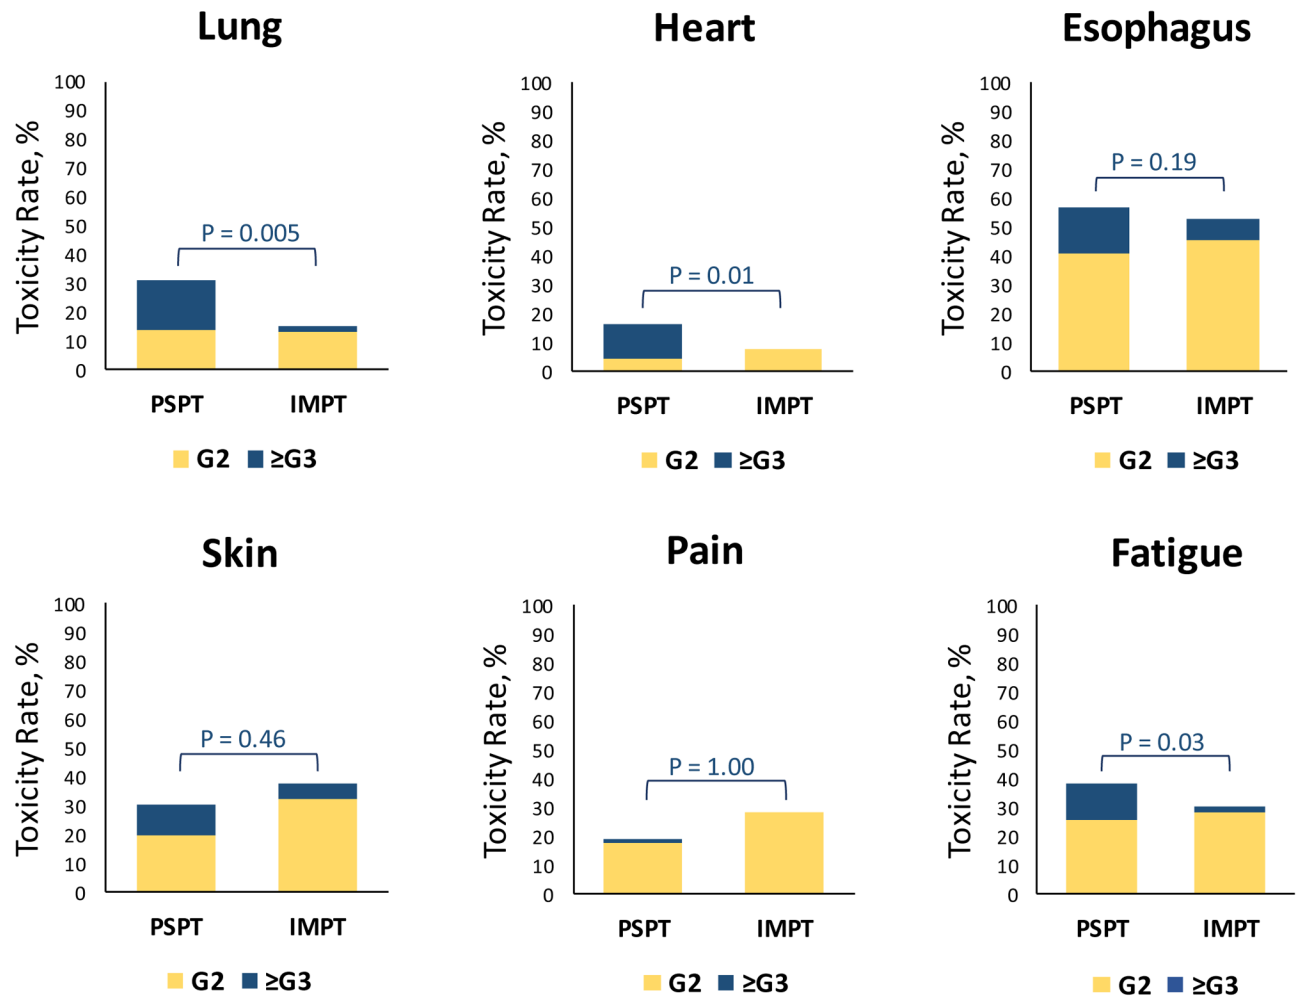 Lung
Toxicity Rate, %
100
90
80
70
60
50
40
30
20
10
0
P = 0.005
PSPT IMPT
G2 ≥G3
Heart
Toxicity Rate, %
100
90
80
70
60
50
40
30
20
10
0
P = 0.01
PSPT IMPT
G2 ≥G3
Esophagus
Toxicity Rate, %
100
90
80
70
60
50
40
30
20
10
0
P = 0.19
PSPT IMPT
G2 ≥G3
Skin
Toxicity Rate, %
100
90
80
70
60
50
40
30
20
10
0
P = 0.46
PSPT IMPT
G2 ≥G3
Pain
Toxicity Rate, %
100
90
80
70
60
50
40
30
20
10
0
P = 1.00
PSPT IMPT
G2 ≥G3
Fatigue
Toxicity Rate, %
100
90
80
70
60
50
40
30
20
10
0
P = 0.03
PSPT IMPT
G2 ≥G3